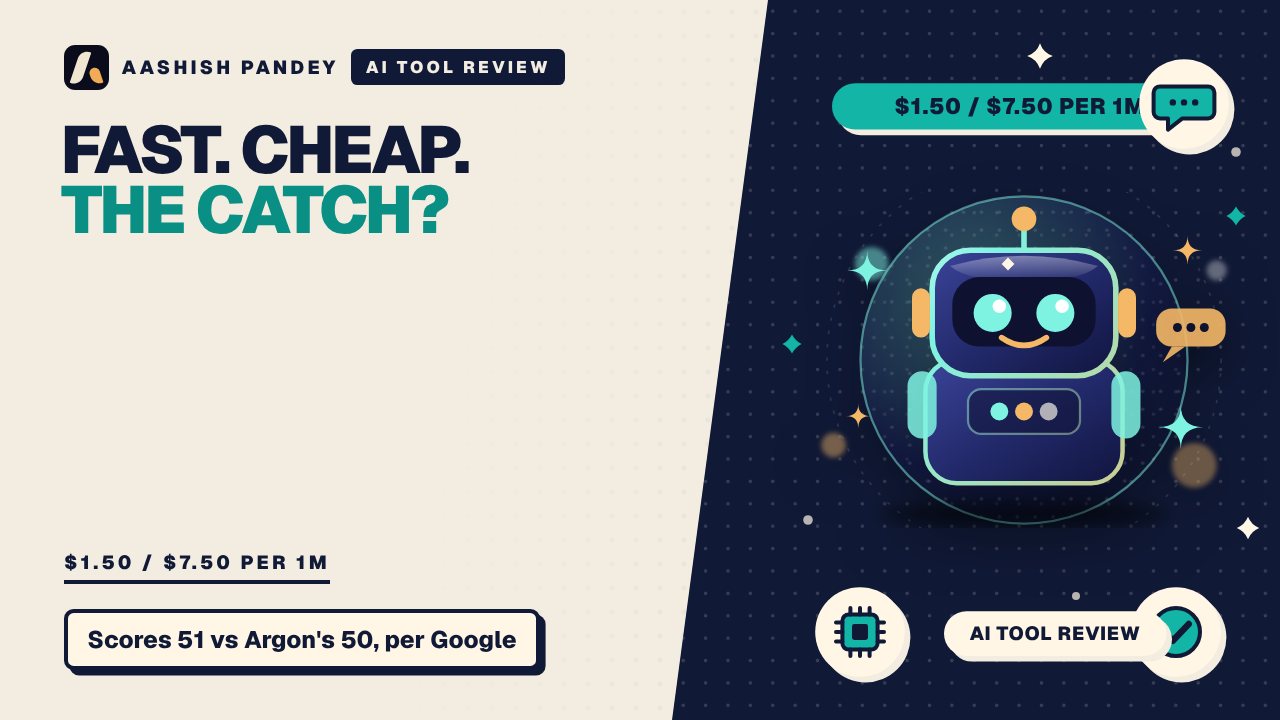 AASHISH PANDEY
AI TOOL REVIEW
FAST. CHEAP.
THE CATCH?
$1.50 / $7.50 PER 1M
Scores 51 vs Argon's 50, per Google
$1.50 / $7.50 PER 1M
AI TOOL REVIEW